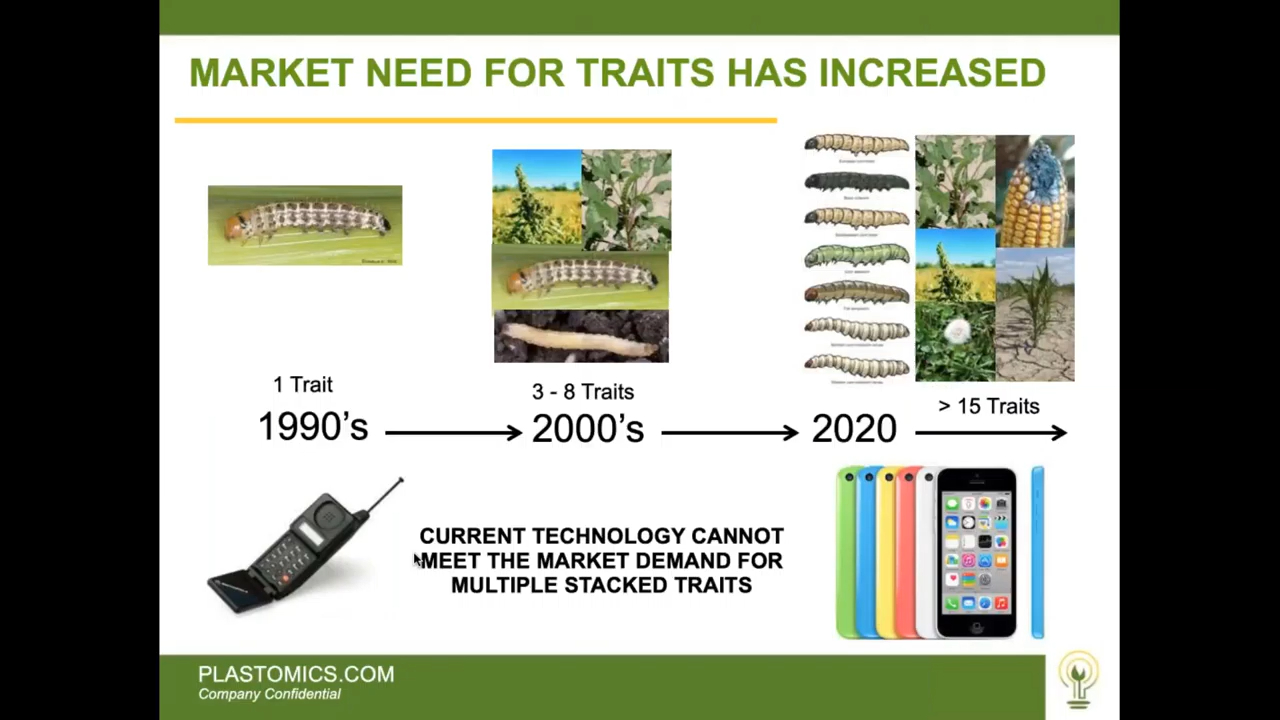 MARKET NEED FOR TRAITS HAS INCREASED
1 Trait
3 - 8 Traits
> 15 Traits
1990's
2000's
2020
CURRENT TECHNOLOGY CANNOT
MEET THE MARKET DEMAND FOR
MULTIPLE STACKED TRAITS
PLASTOMICS.COM
Company Confidential